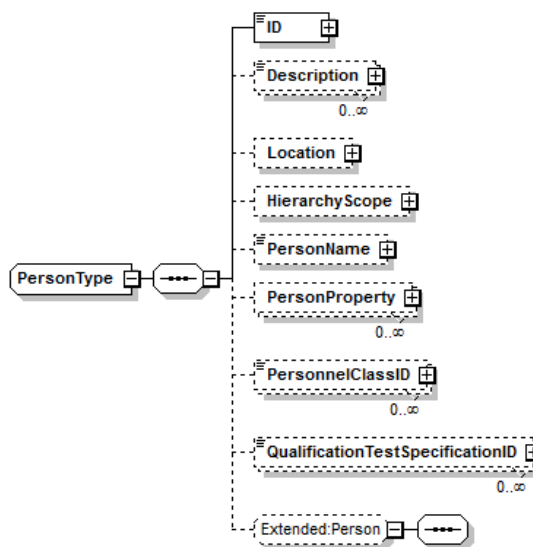 ID
Description
0..∞
Location
HierarchyScope
PersonName
PersonType
PersonProperty
0..∞
PersonnelClassID
0..∞
QualificationTestSpecificationID
0..∞
Extended:Person